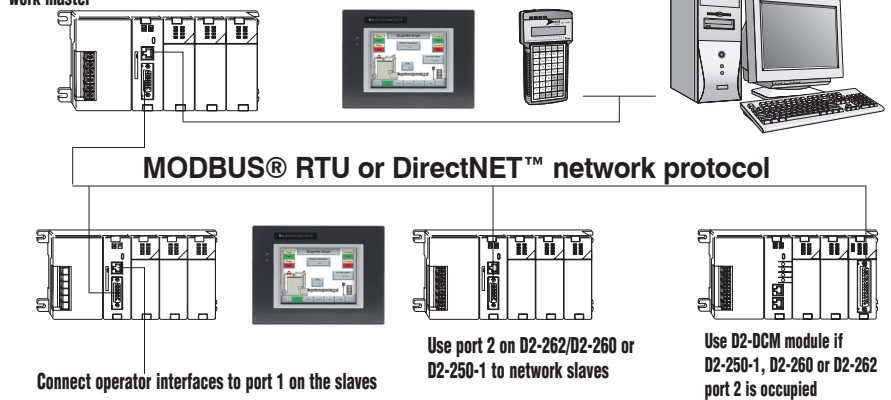 work master
MODBUS® RTU or DirectNET™ network protocol
Use port 2 on D2-262/D2-260 or
D2-250-1 to network slaves
Use D2-DCM module if
D2-250-1, D2-260 or D2-262
port 2 is occupied
Connect operator interfaces to port 1 on the slaves